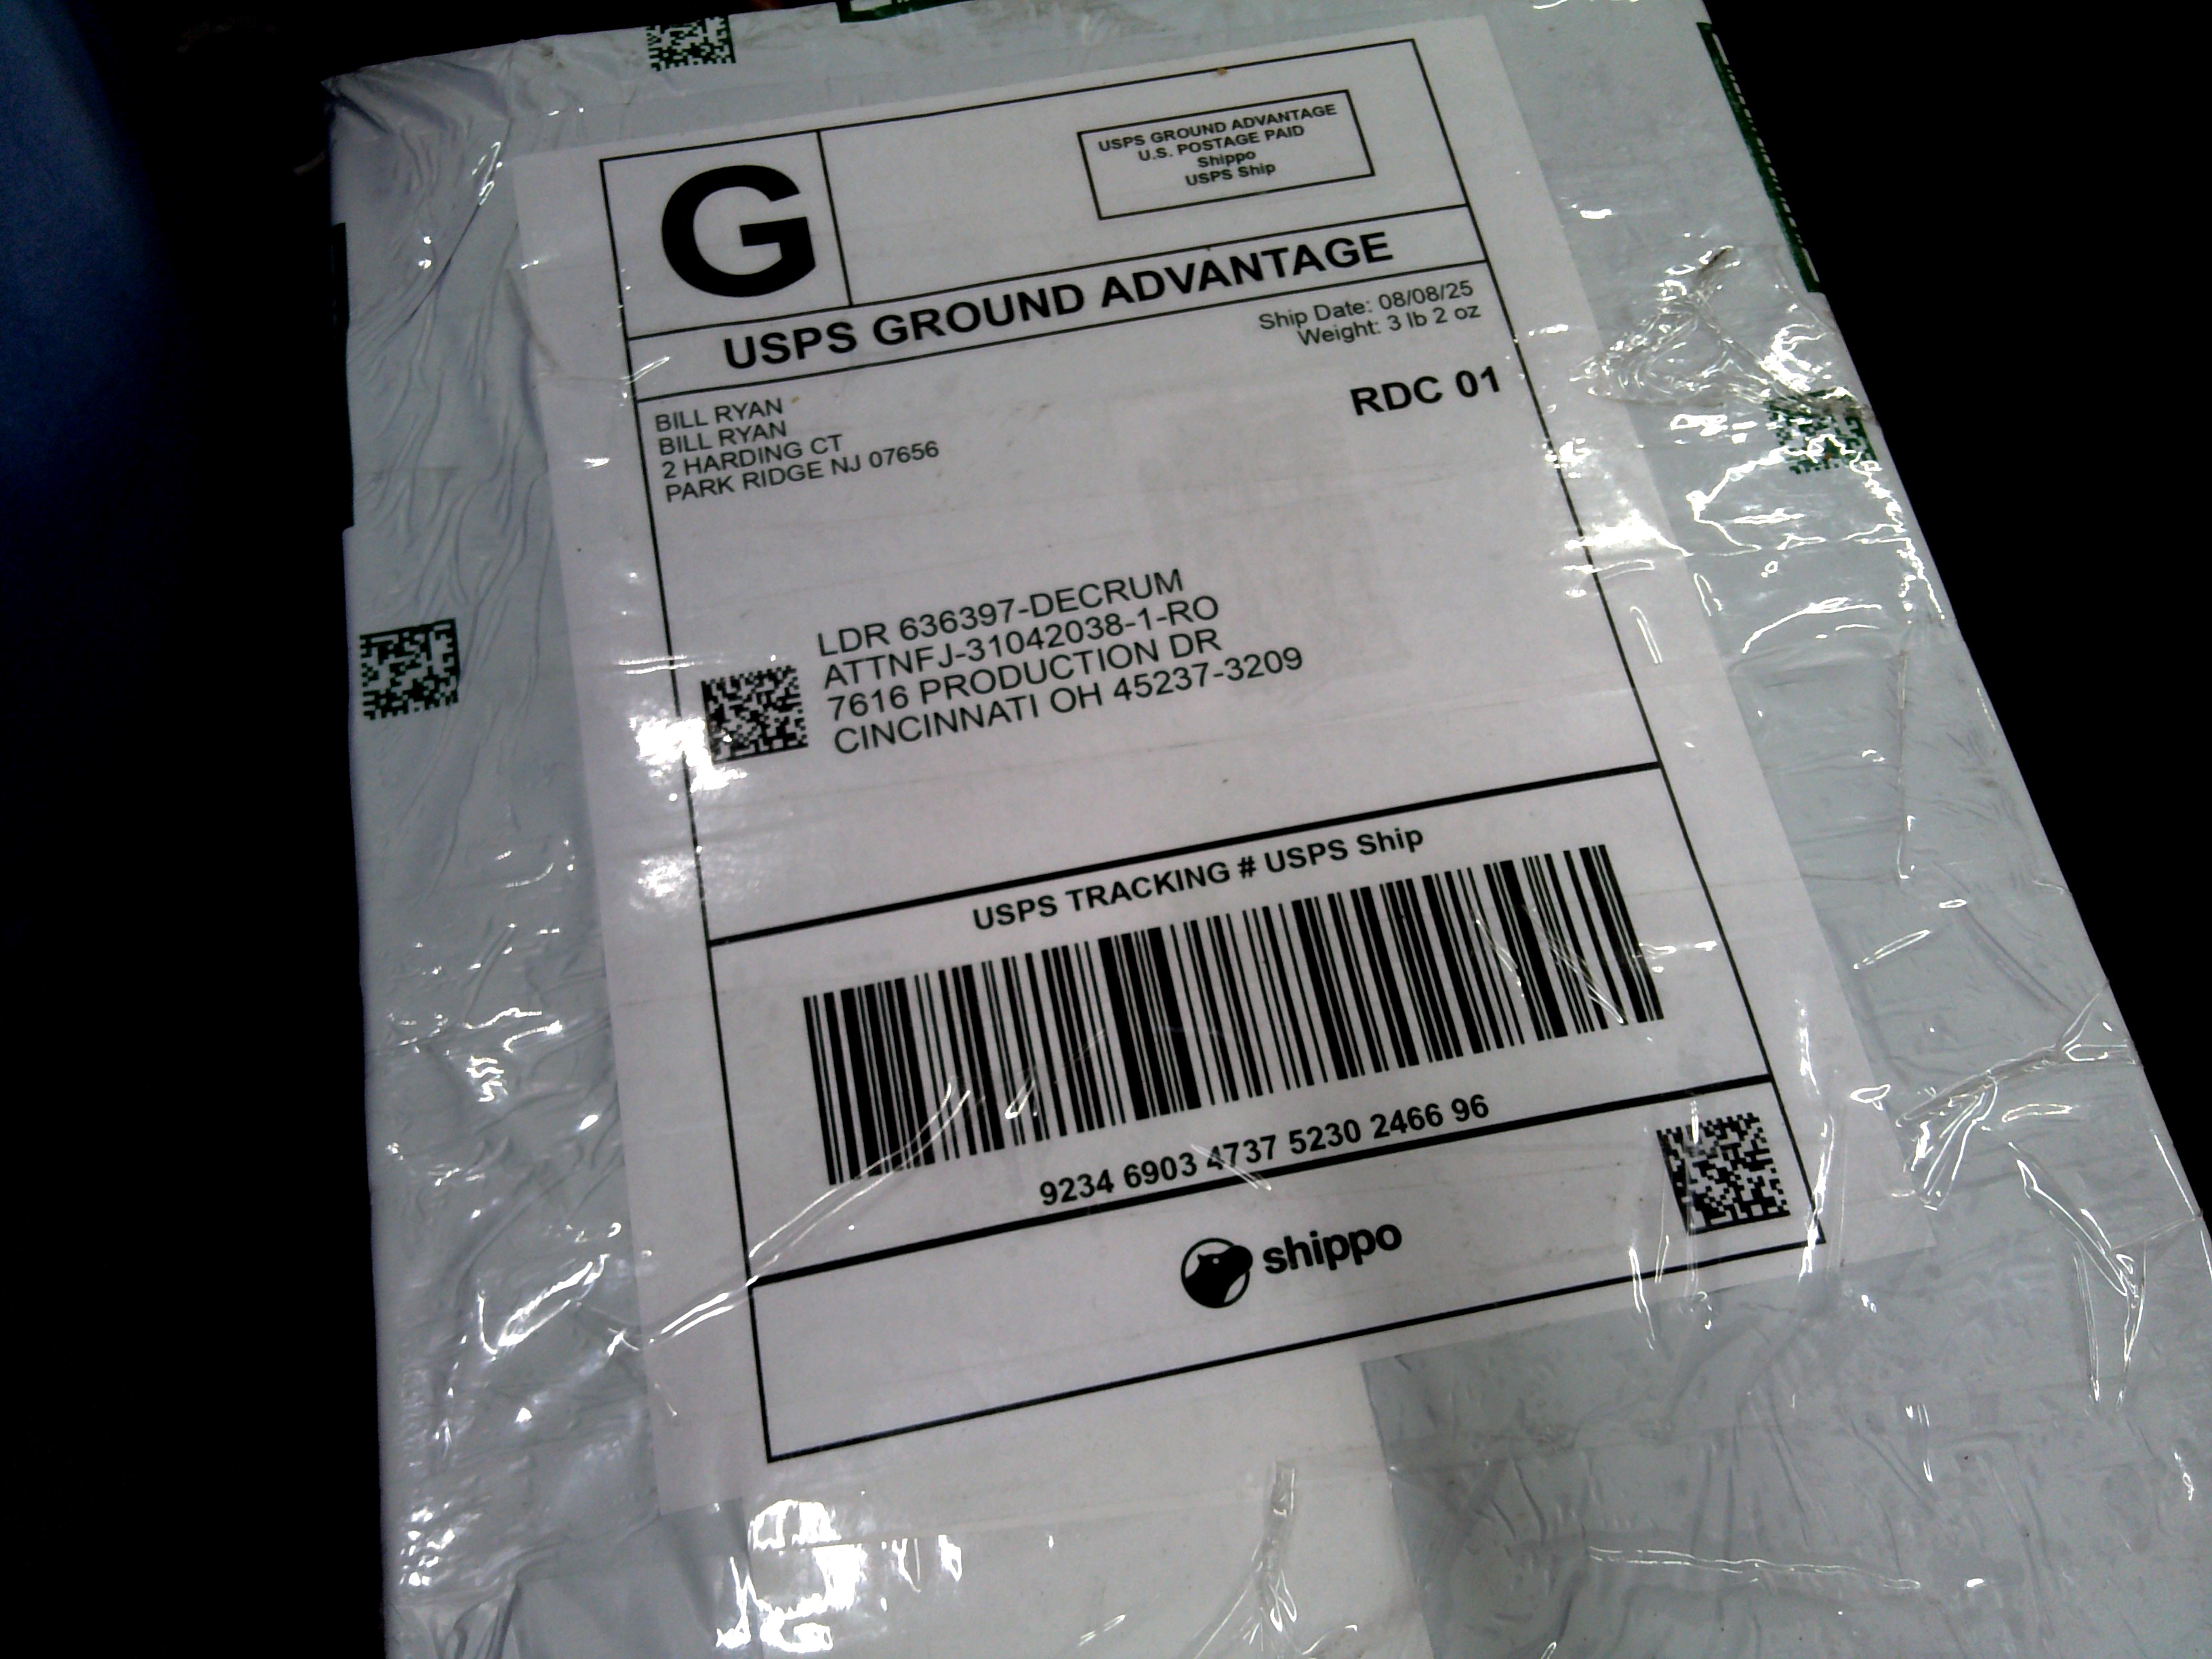 G
USPS GROUND ADVANTAGE
U.S. POSTAGE PAID
Shippo
USPS Ship
USPS GROUND ADVANTAGE
Ship Date: 08/08/25
Weight: 3 lb 2 oz
RDC 01
BILL RYAN
BILL RYAN
2 HARDING CT
PARK RIDGE NJ 07656
LDR 636397-DECRUM
ATTNFJ-31042038-1-RO
7616 PRODUCTION DR
CINCINNATI OH 45237-3209
USPS TRACKING # USPS Ship
9234 6903 4737 5230 2466 96
shippo